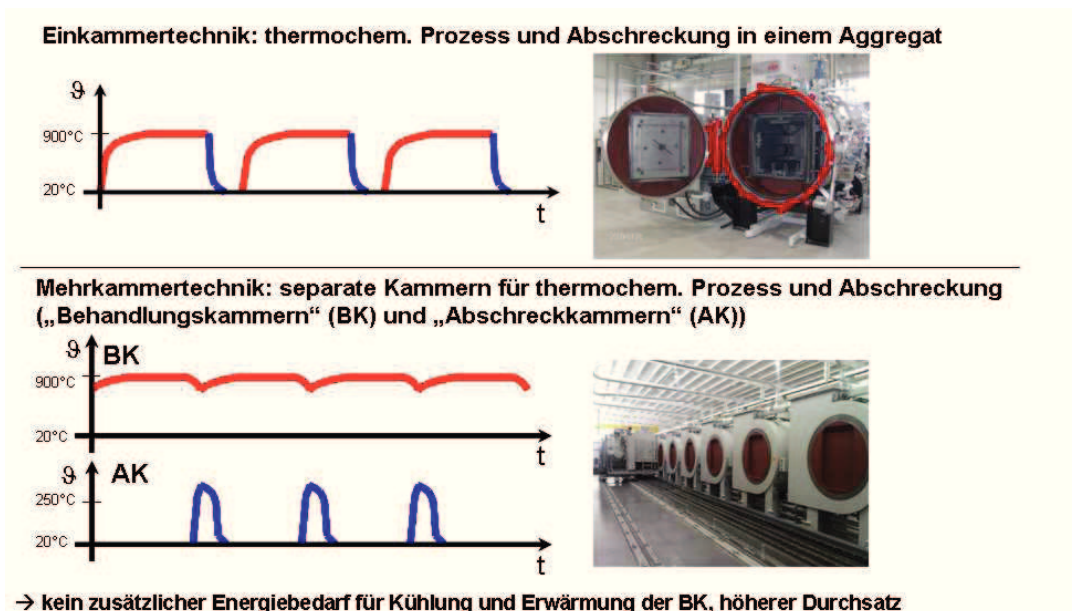 Einkammertechnik: thermochem. Prozess und Abschreckung in einem Aggregat
ϑ
900°C
20°C
t
Mehrkammertechnik: separate Kammern für thermochem. Prozess und Abschreckung
(„Behandlungskammern“ (BK) und „Abschreckkammern“ (AK))
ϑ
BK
900°C
20°C
t
ϑ
AK
250°C
20°C
t
→ kein zusätzlicher Energiebedarf für Kühlung und Erwärmung der BK, höherer Durchsatz